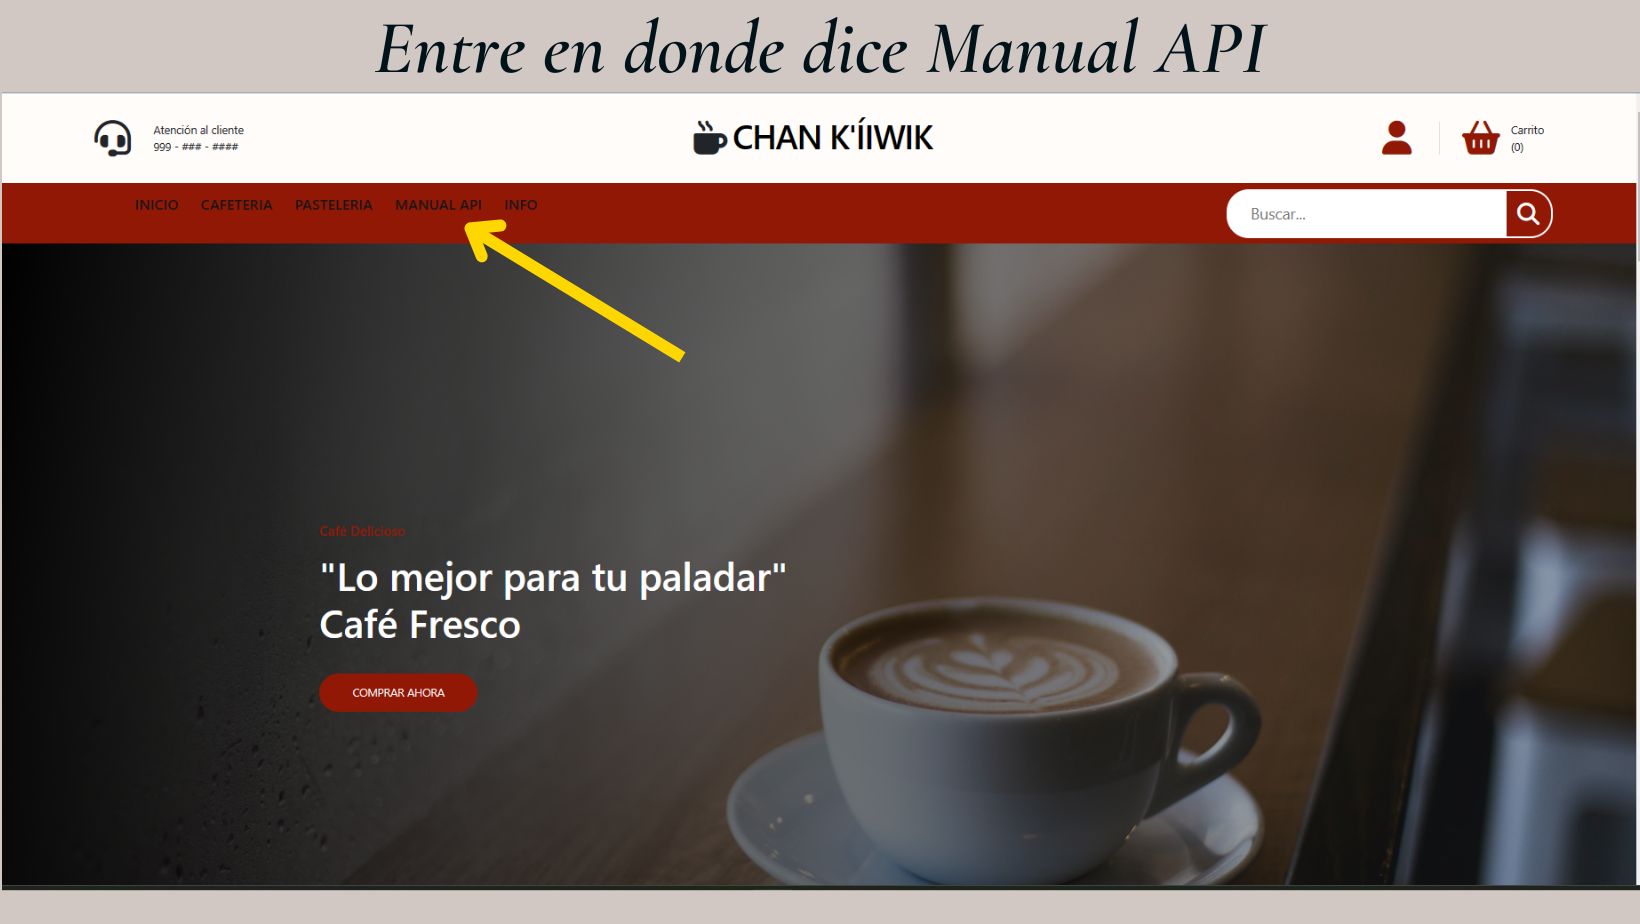 Entre en donde dice Manual API
Atención al cliente
999 - ### - ####
CHAN K'ÍIWIK
Carrito
(0)
INICIO CAFETERIA PASTELERIA MANUAL API INFO
Buscar...
Café Delicioso
"Lo mejor para tu paladar"
Café Fresco
COMPRAR AHORA